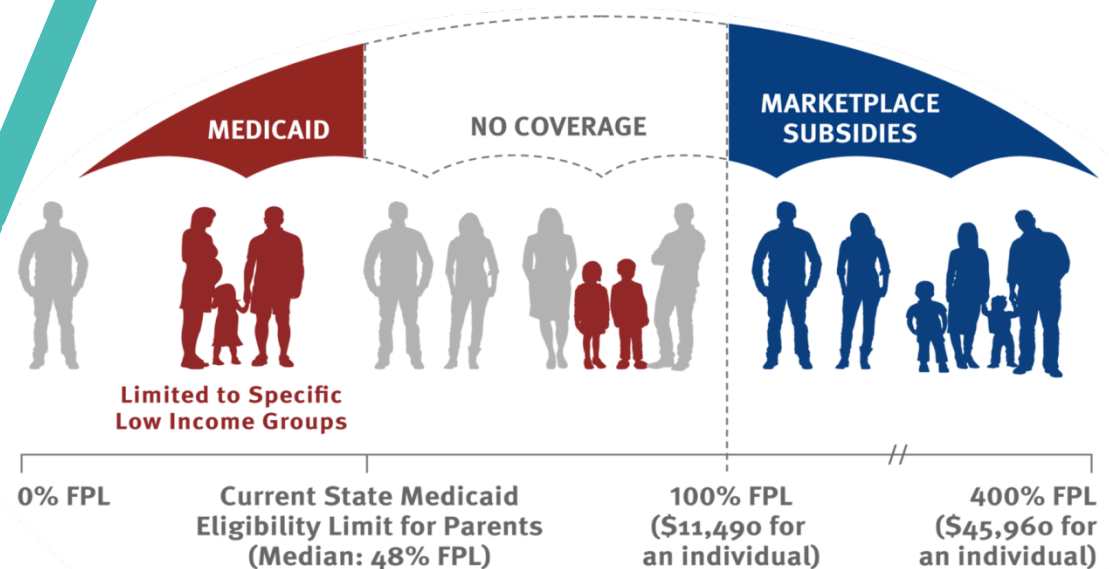 MEDICAID
NO COVERAGE
MARKETPLACE
SUBSIDIES
Limited to Specific
Low Income Groups
0% FPL
Current State Medicaid
Eligibility Limit for Parents
(Median: 48% FPL)
100% FPL
($11,490 for
an individual)
400% FPL
($45,960 for
an individual)